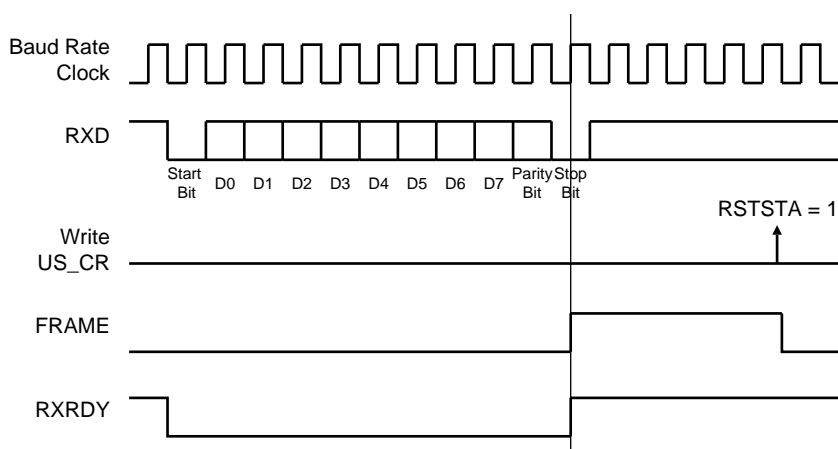 Baud Rate
Clock
RXD
Start
Bit
D0 D1 D2 D3 D4 D5 D6 D7
Parity
Bit
Stop
Bit
RSTSTA = 1
Write
US_CR
FRAME
RXRDY